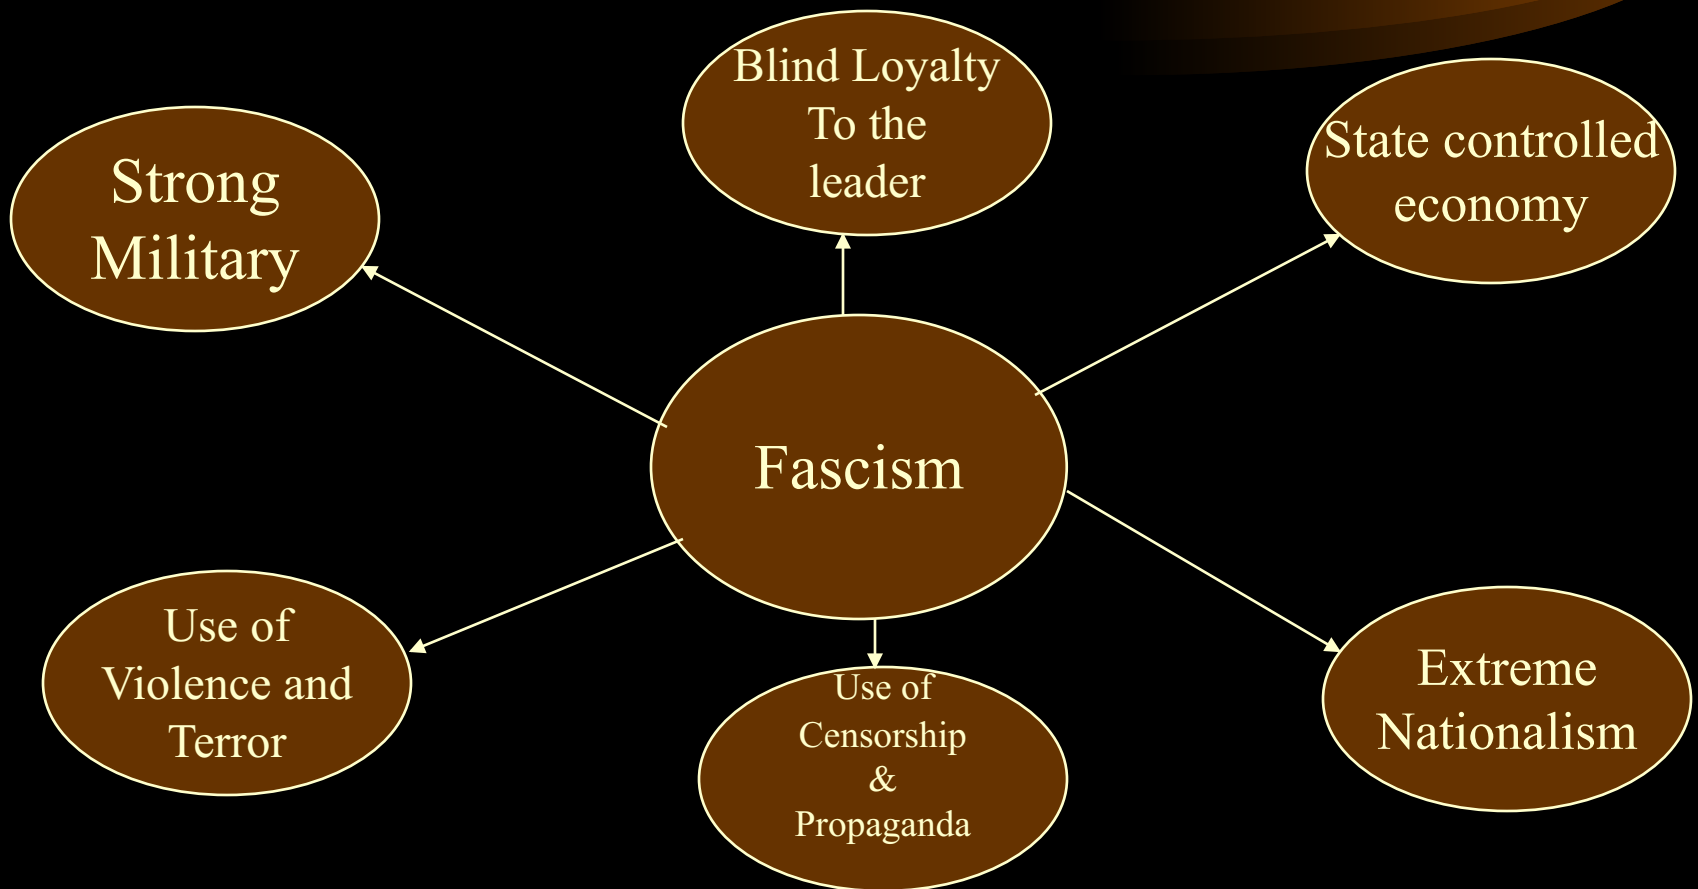 Blind Loyalty
To the
leader
State controlled
economy
Strong
Military
Fascism
Use of
Violence and
Terror
Use of
Censorship
&
Propaganda
Extreme
Nationalism